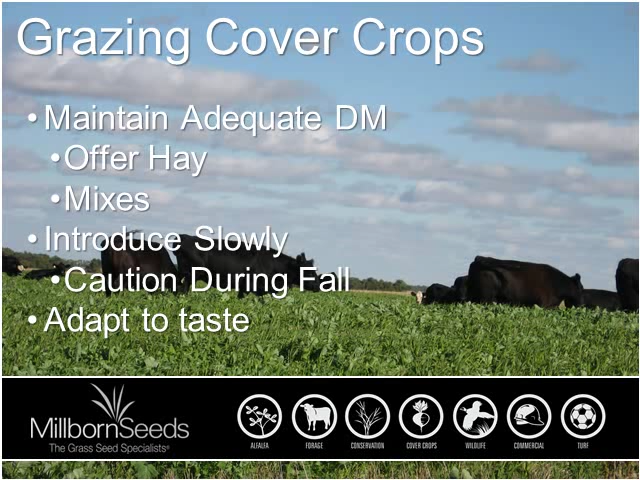 Grazing Cover Crops
• Maintain Adequate DM
• Offer Hay
• Mixes
• Introduce Slowly
• Caution During Fall
• Adapt to taste
MillbornSeeds
The Grass Seed Specialists®
ALFALFA FORAGE CONSERVATION COVER CROPS WILDLIFE COMMERCIAL TURF